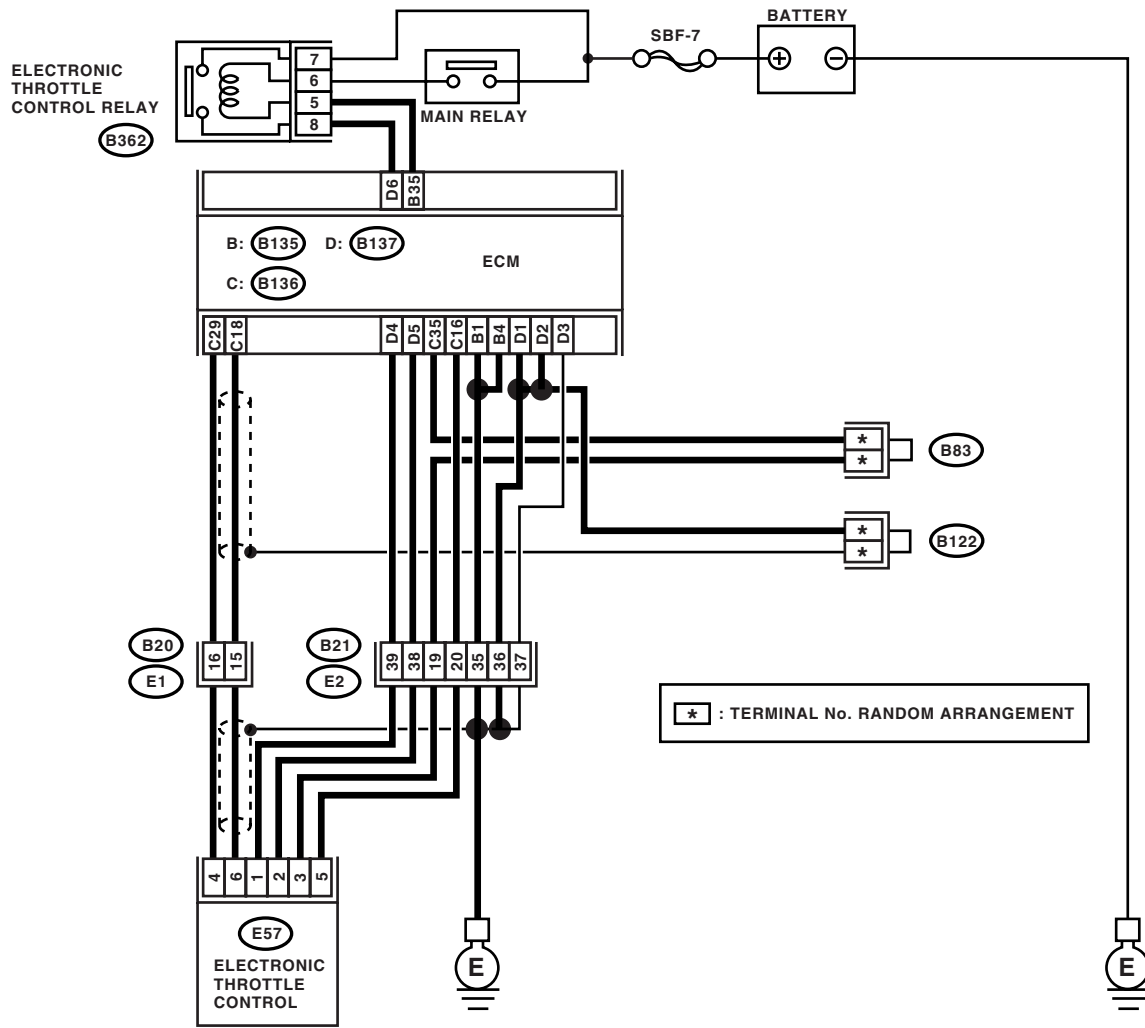 BATTERY
SBF-7
ELECTRONIC
THROTTLE
CONTROL RELAY
B362
7
6
5
8
MAIN RELAY
D6 B35
B: B135 D: B137
C: B136
ECM
C29 C18 D4 D5 C35 C16 B1 B4 D1 D2 D3
*
*
B83
*
*
B122
B20
E1
16 15
B21
E2
39 38 19 20 35 36 37
* : TERMINAL No. RANDOM ARRANGEMENT
4 6 1 2 3 5
E57
ELECTRONIC
THROTTLE
CONTROL
E
E